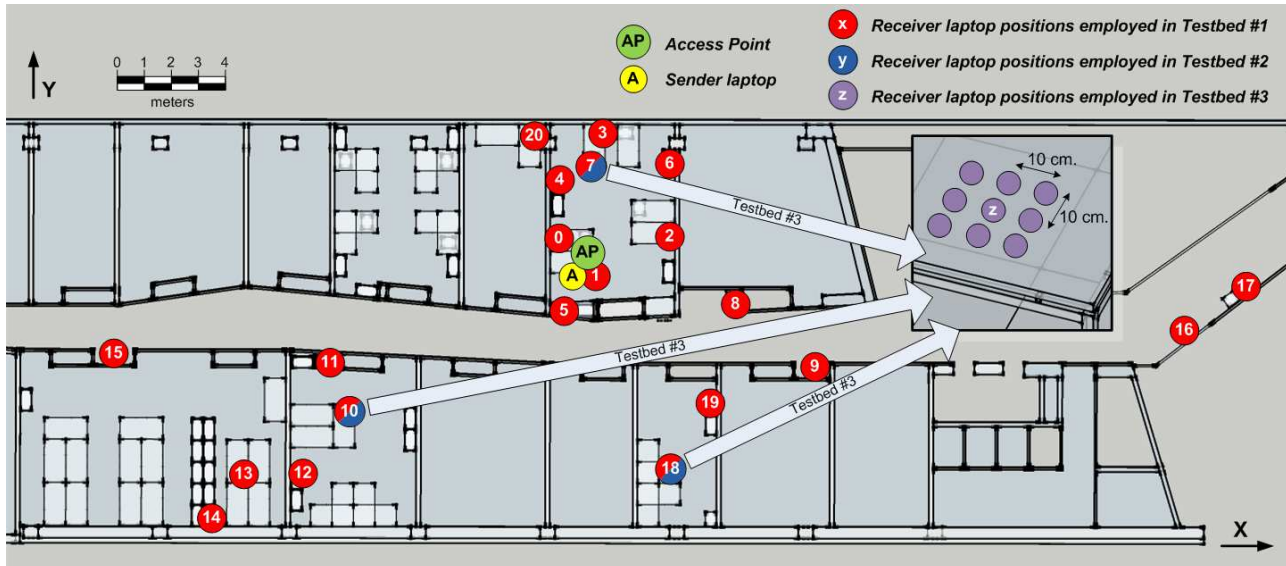 AP Access Point
A Sender laptop
x Receiver laptop positions employed in Testbed #1
y Receiver laptop positions employed in Testbed #2
z Receiver laptop positions employed in Testbed #3
Y
0 1 2 3 4
meters
20
3
7
6
4
0
2
AP
A
1
5
8
Testbed #3
10 cm.
z
10 cm.
17
16
15
11
Testbed #3
9
Testbed #3
10
19
13
12
18
14
X